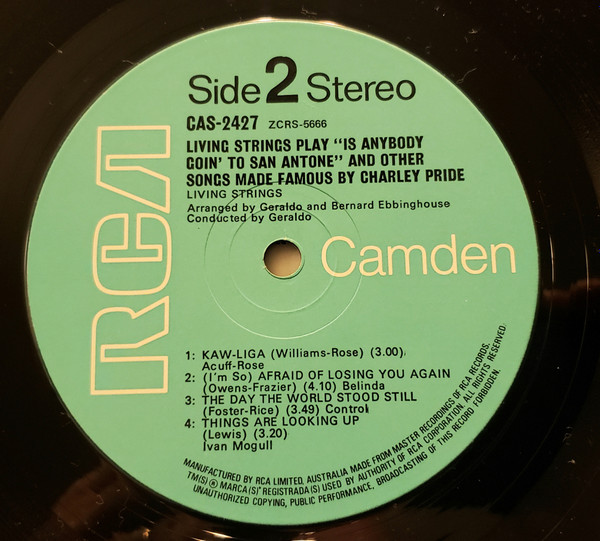 Side 2 Stereo
CAS-2427 ZCRS-5666
LIVING STRINGS PLAY "IS ANYBODY
GOIN' TO SAN ANTONE" AND OTHER
SONGS MADE FAMOUS BY CHARLEY PRIDE
LIVING STRINGS
Arranged by Geraldo and Bernard Ebbinghouse
Conducted by Geraldo
RCA
Camden
1: KAW-LIGA (Williams-Rose) (3.00)
Acuff-Rose
2: (I'm So) AFRAID OF LOSING YOU AGAIN
(Owens-Frazier) (4.10) Belinda
3: THE DAY THE WORLD STOOD STILL
(Foster-Rice) (3.49) Control
4: THINGS ARE LOOKING UP
(Lewis) (3.20)
Ivan Mogull
MANUFACTURED BY RCA LIMITED, AUSTRALIA MADE FROM MASTER RECORDINGS OF RCA RECORDS.
TM(S) ® MARCA(S) REGISTRADA(S) USED BY AUTHORITY OF RCA CORPORATION. ALL RIGHTS RESERVED.
UNAUTHORIZED COPYING, PUBLIC PERFORMANCE, BROADCASTING OF THIS RECORD FORBIDDEN.